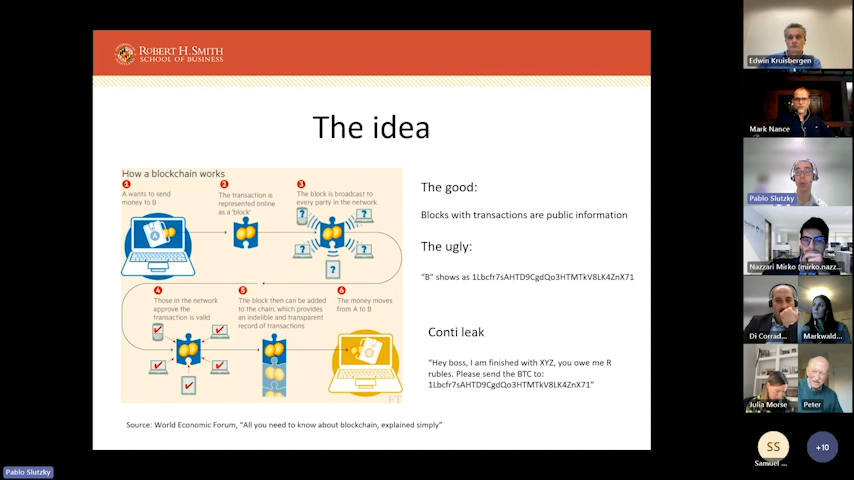 ROBERT H. SMITH
SCHOOL OF BUSINESS
The idea
How a blockchain works
1
A wants to send
money to B
2
The transaction is
represented online
as a 'block'
3
The block is broadcast to
every party in the network
4
Those in the network
approve the
transaction is valid
5
The block then can be added
to the chain, which provides
an indelible and transparent
record of transactions
6
The money moves
from A to B
A
?
FT
The good:
Blocks with transactions are public information
The ugly:
"B" shows as 1Lbcfr7sAHTD9CgdQo3HTMTkV8LK4ZnX71
Conti leak
"Hey boss, I am finished with XYZ, you owe me R
rubles. Please send the BTC to:
1Lbcfr7sAHTD9CgdQo3HTMTkV8LK4ZnX71"
Source: World Economic Forum, "All you need to know about blockchain, explained simply"
Edwin Kruisbergen
Mark Nance
Pablo Slutzky
Nazzari Mirko (mirko.nazz...
Di Corrad...
Markwald...
Julia Morse
Peter
SS
Samuel ...
+10
Pablo Slutzky